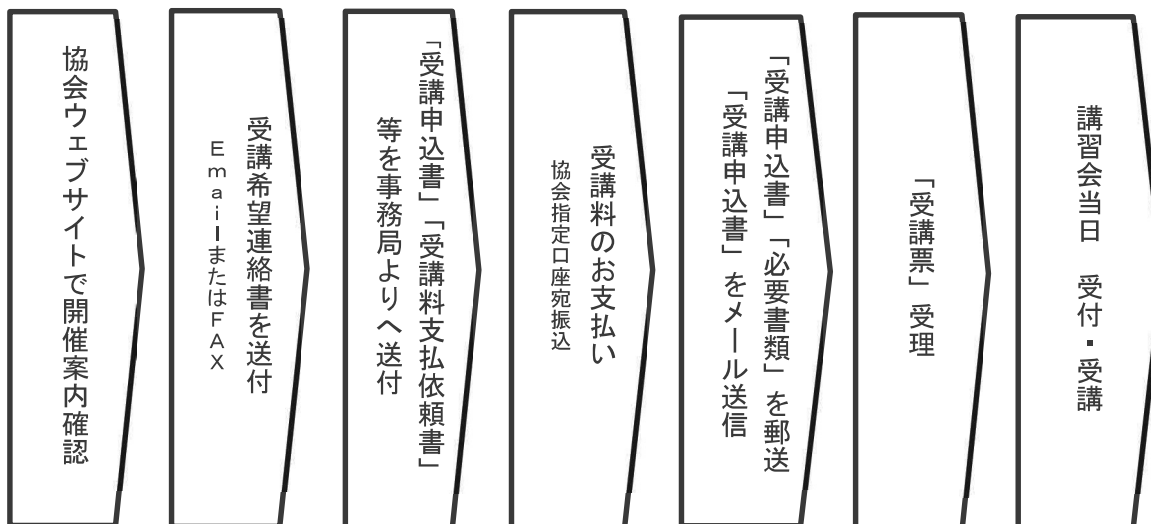 協会ウェブサイトで開催案内確認
受講希望連絡書を送付
EmailまたはFAX
「受講申込書」「受講料支払依頼書」
等を事務局よりへ送付
受講料のお支払い
協会指定口座宛振込
「受講申込書」「必要書類」を郵送
「受講申込書」をメール送信
「受講票」受理
講習会当日　受付・受講